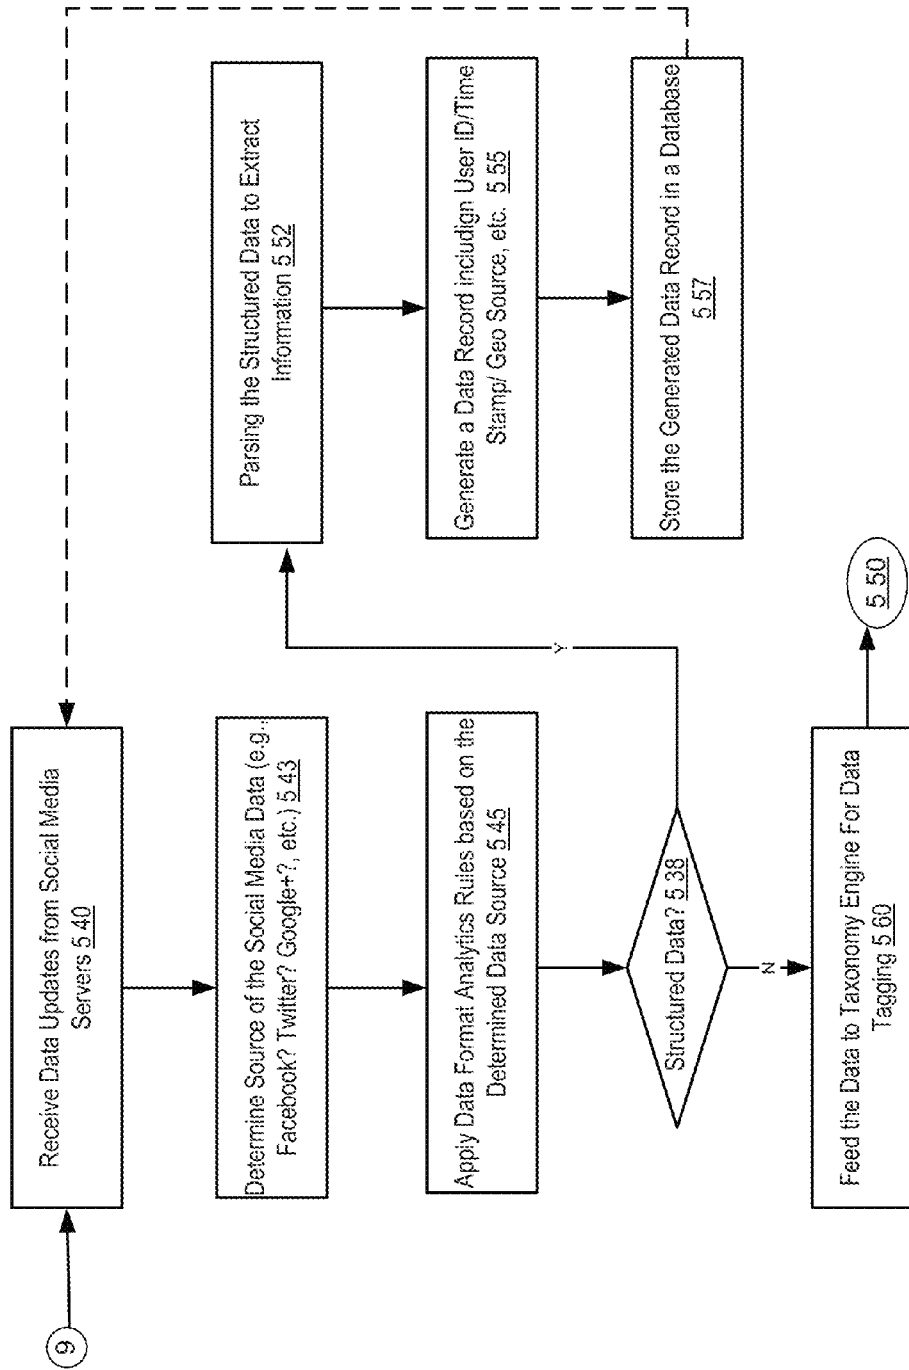 9
Receive Data Updates from Social Media
Servers 5 40
Determine Source of the Social Media Data (e.g.,
Facebook? Twitter? Google+?, etc.) 5 43
Apply Data Format Analytics Rules based on the
Determined Data Source 5 45
Structured Data? 5 38
Y
N
Feed the Data to Taxonomy Engine For Data
Tagging 5 60
5 50
Parsing the Structured Data to Extract
Information 5 52
Generate a Data Record includign User ID/Time
Stamp/ Geo Source, etc. 5 55
Store the Generated Data Record in a Database
5 57